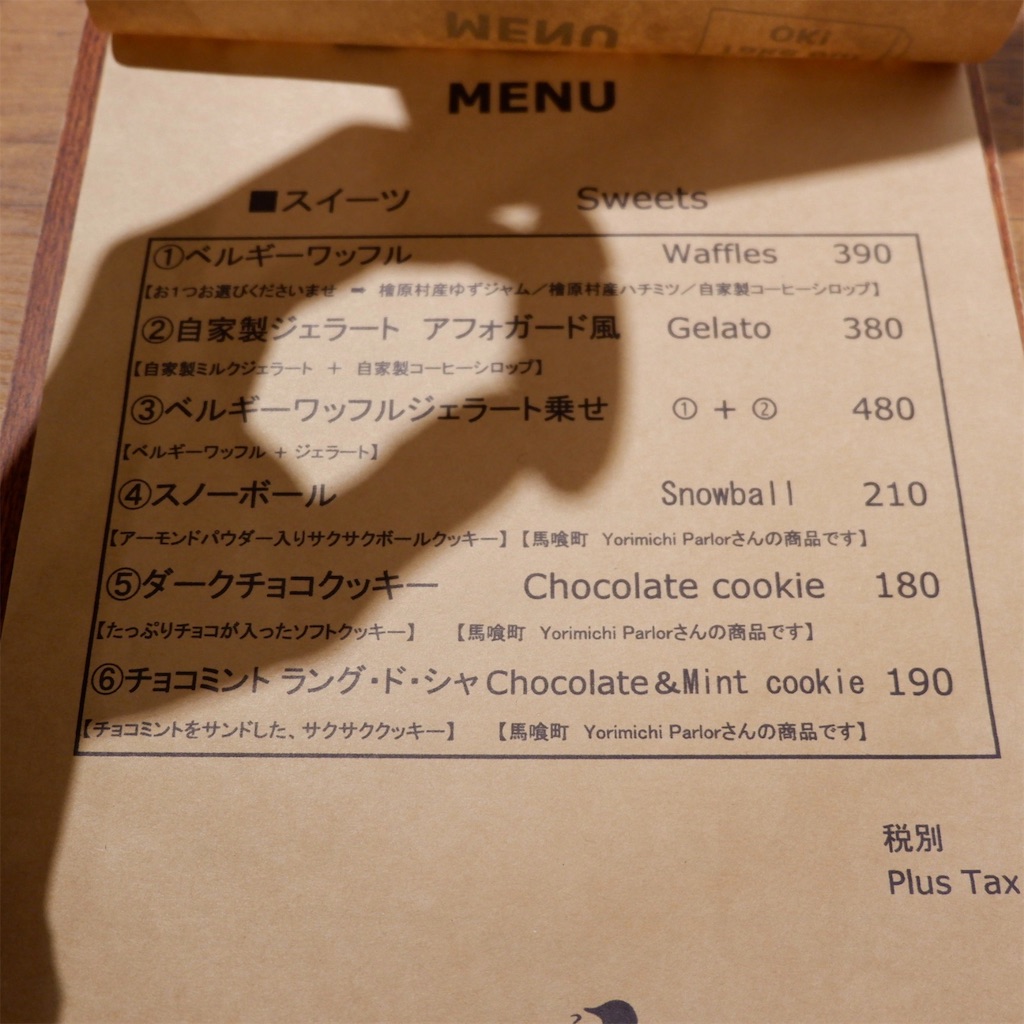 MENU
OKI
MENU
■スイーツ Sweets
①ベルギーワッフル Waffles 390
【お1つお選びくださいませ ➡ 檜原村産ゆずジャム／檜原村産ハチミツ／自家製コーヒーシロップ】
②自家製ジェラート アフォガード風 Gelato 380
【自家製ミルクジェラート ＋ 自家製コーヒーシロップ】
③ベルギーワッフルジェラート乗せ ① ＋ ② 480
【ベルギーワッフル ＋ ジェラート】
④スノーボール Snowball 210
【アーモンドパウダー入りサクサクボールクッキー】【馬喰町 Yorimichi Parlorさんの商品です】
⑤ダークチョコクッキー Chocolate cookie 180
【たっぷりチョコが入ったソフトクッキー】 【馬喰町 Yorimichi Parlorさんの商品です】
⑥チョコミント ラング・ド・シャ Chocolate＆Mint cookie 190
【チョコミントをサンドした、サクサククッキー】 【馬喰町 Yorimichi Parlorさんの商品です】
税別
Plus Tax